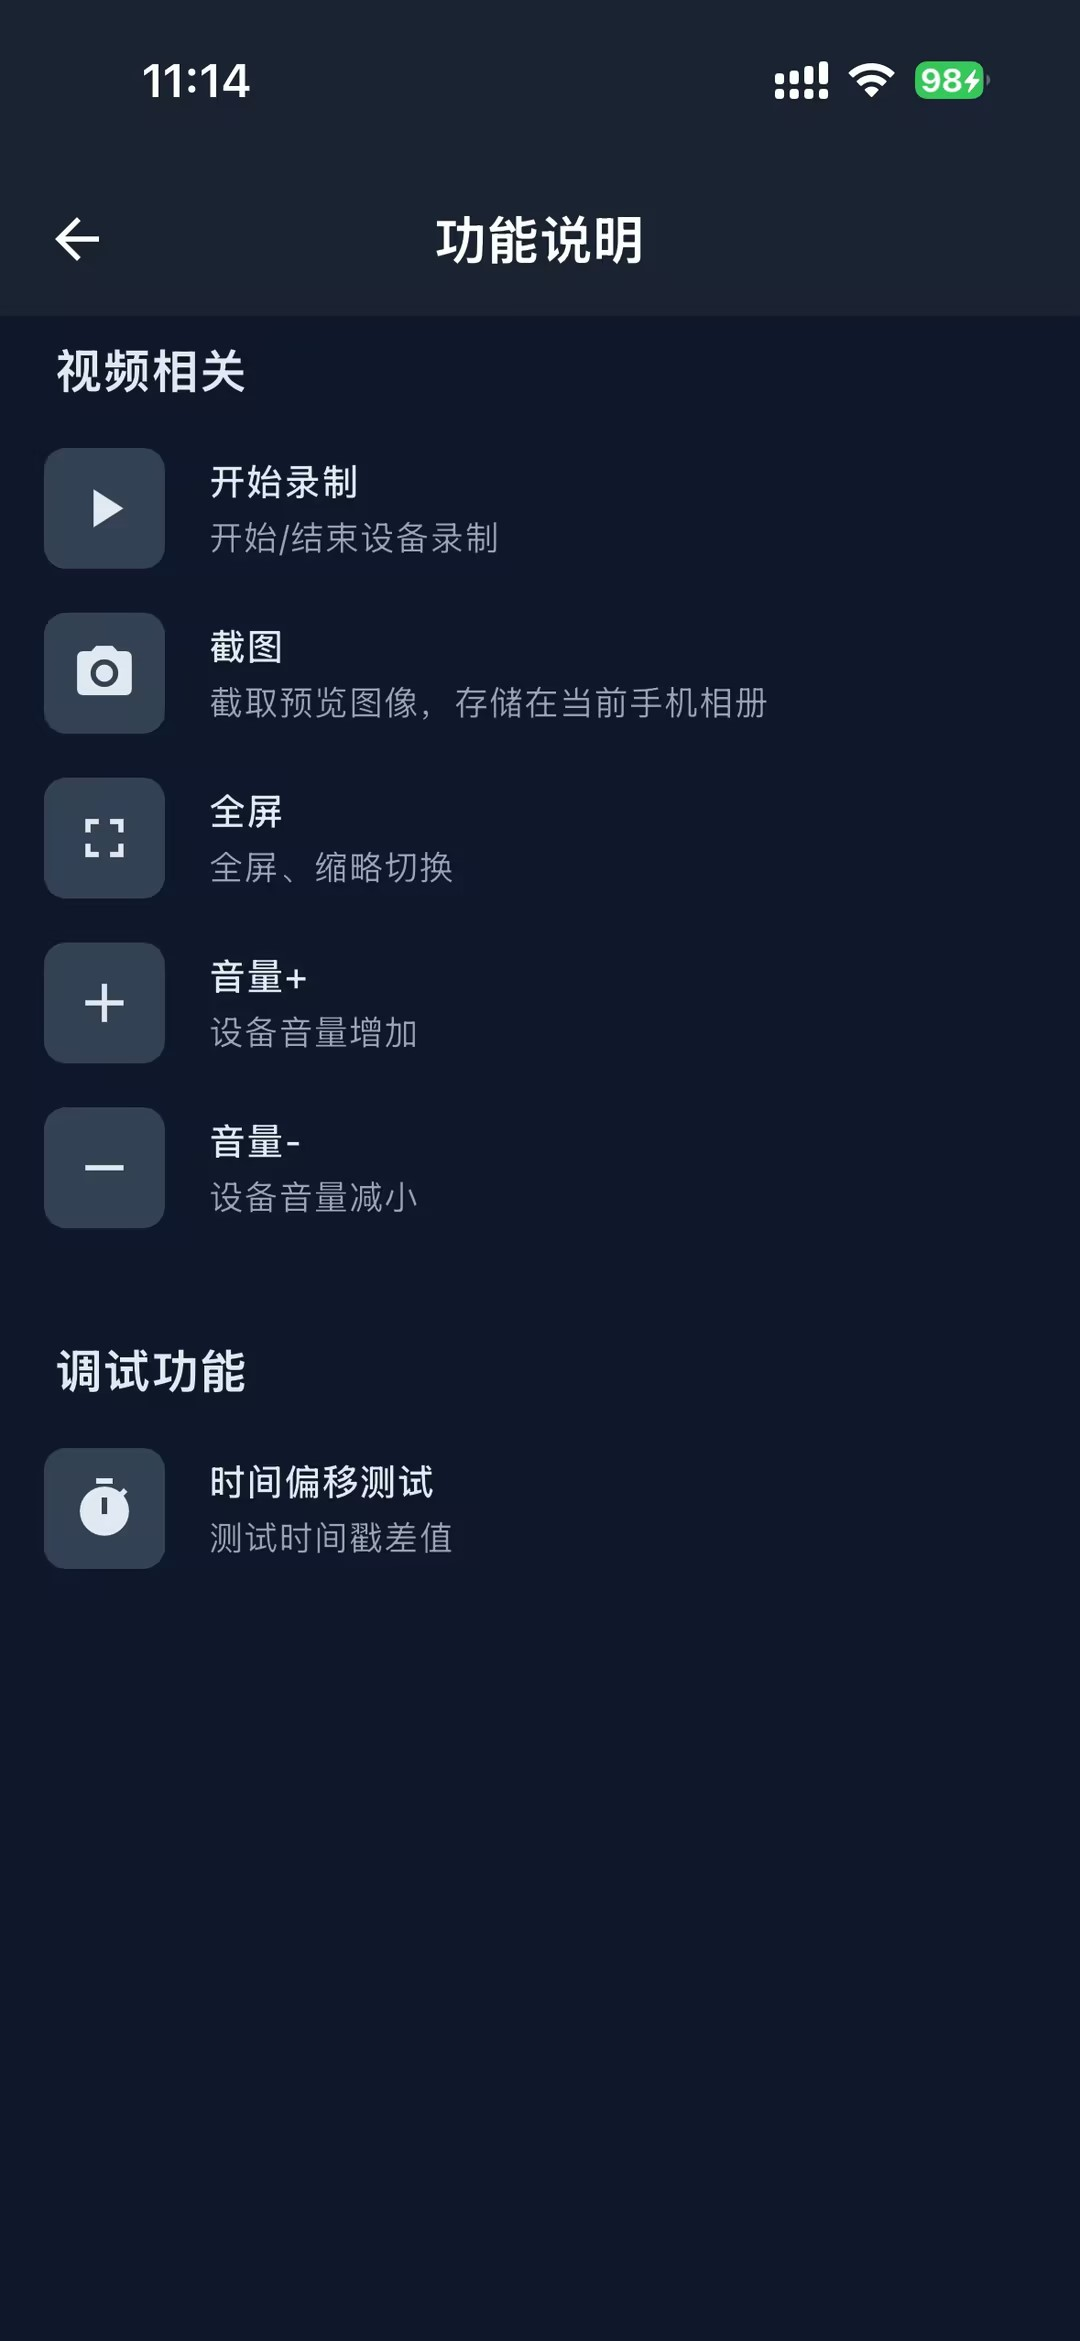 11:14
98
功能说明
视频相关
开始录制
开始/结束设备录制
截图
截取预览图像，存储在当前手机相册
全屏
全屏、缩略切换
音量+
设备音量增加
音量-
设备音量减小
调试功能
时间偏移测试
测试时间戳差值